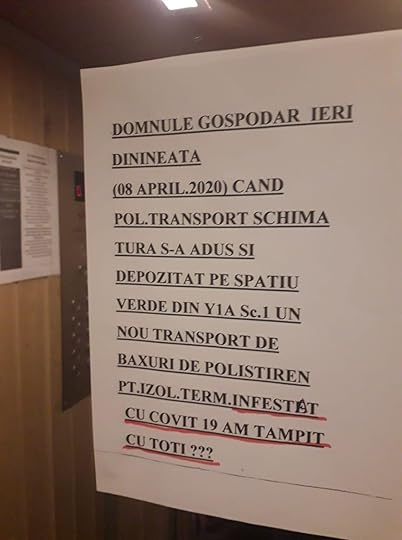 DOMNULE GOSPODAR IERI
DININEATA
(08 APRIL.2020) CAND
POL.TRANSPORT SCHIMA
TURA S-A ADUS SI
DEPOZITAT PE SPATIU
VERDE DIN Y1A Sc.1 UN
NOU TRANSPORT DE
BAXURI DE POLISTIREN
PT.IZOL.TERM.INFESTAT
CU COVIT 19 AM TAMPIT
CU TOTI ???